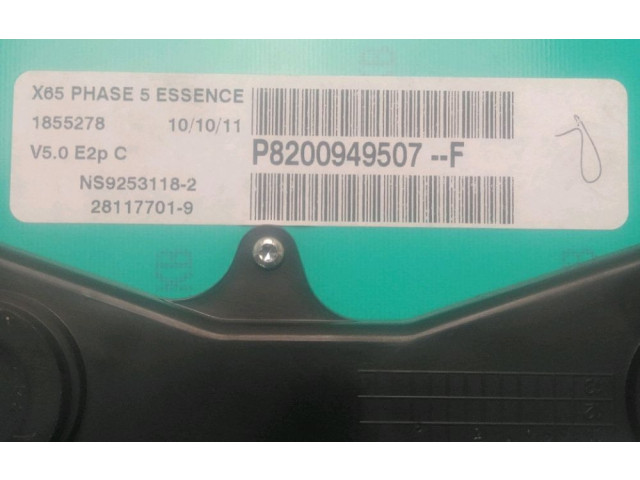 X65 PHASE 5 ESSENCE
1855278 10/10/11
V5.0 E2p C
P8200949507 --F
NS9253118-2
28117701-9